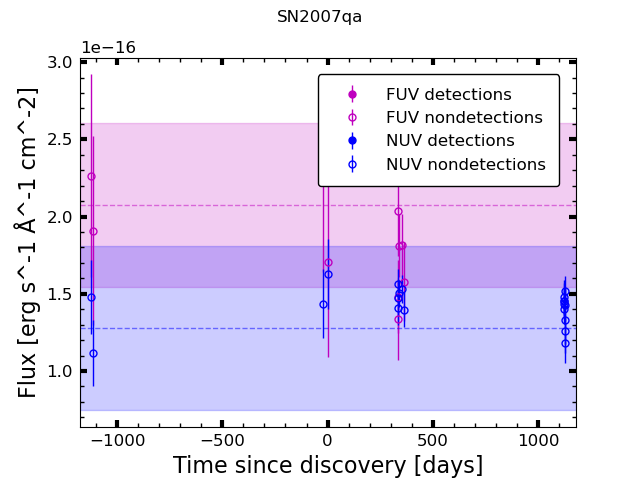 SN2007qa
1e−16
3.0
2.5
2.0
1.5
1.0
Flux [erg s^-1 Å^-1 cm^-2]
FUV detections
FUV nondetections
NUV detections
NUV nondetections
−1000
−500
0
500
1000
Time since discovery [days]